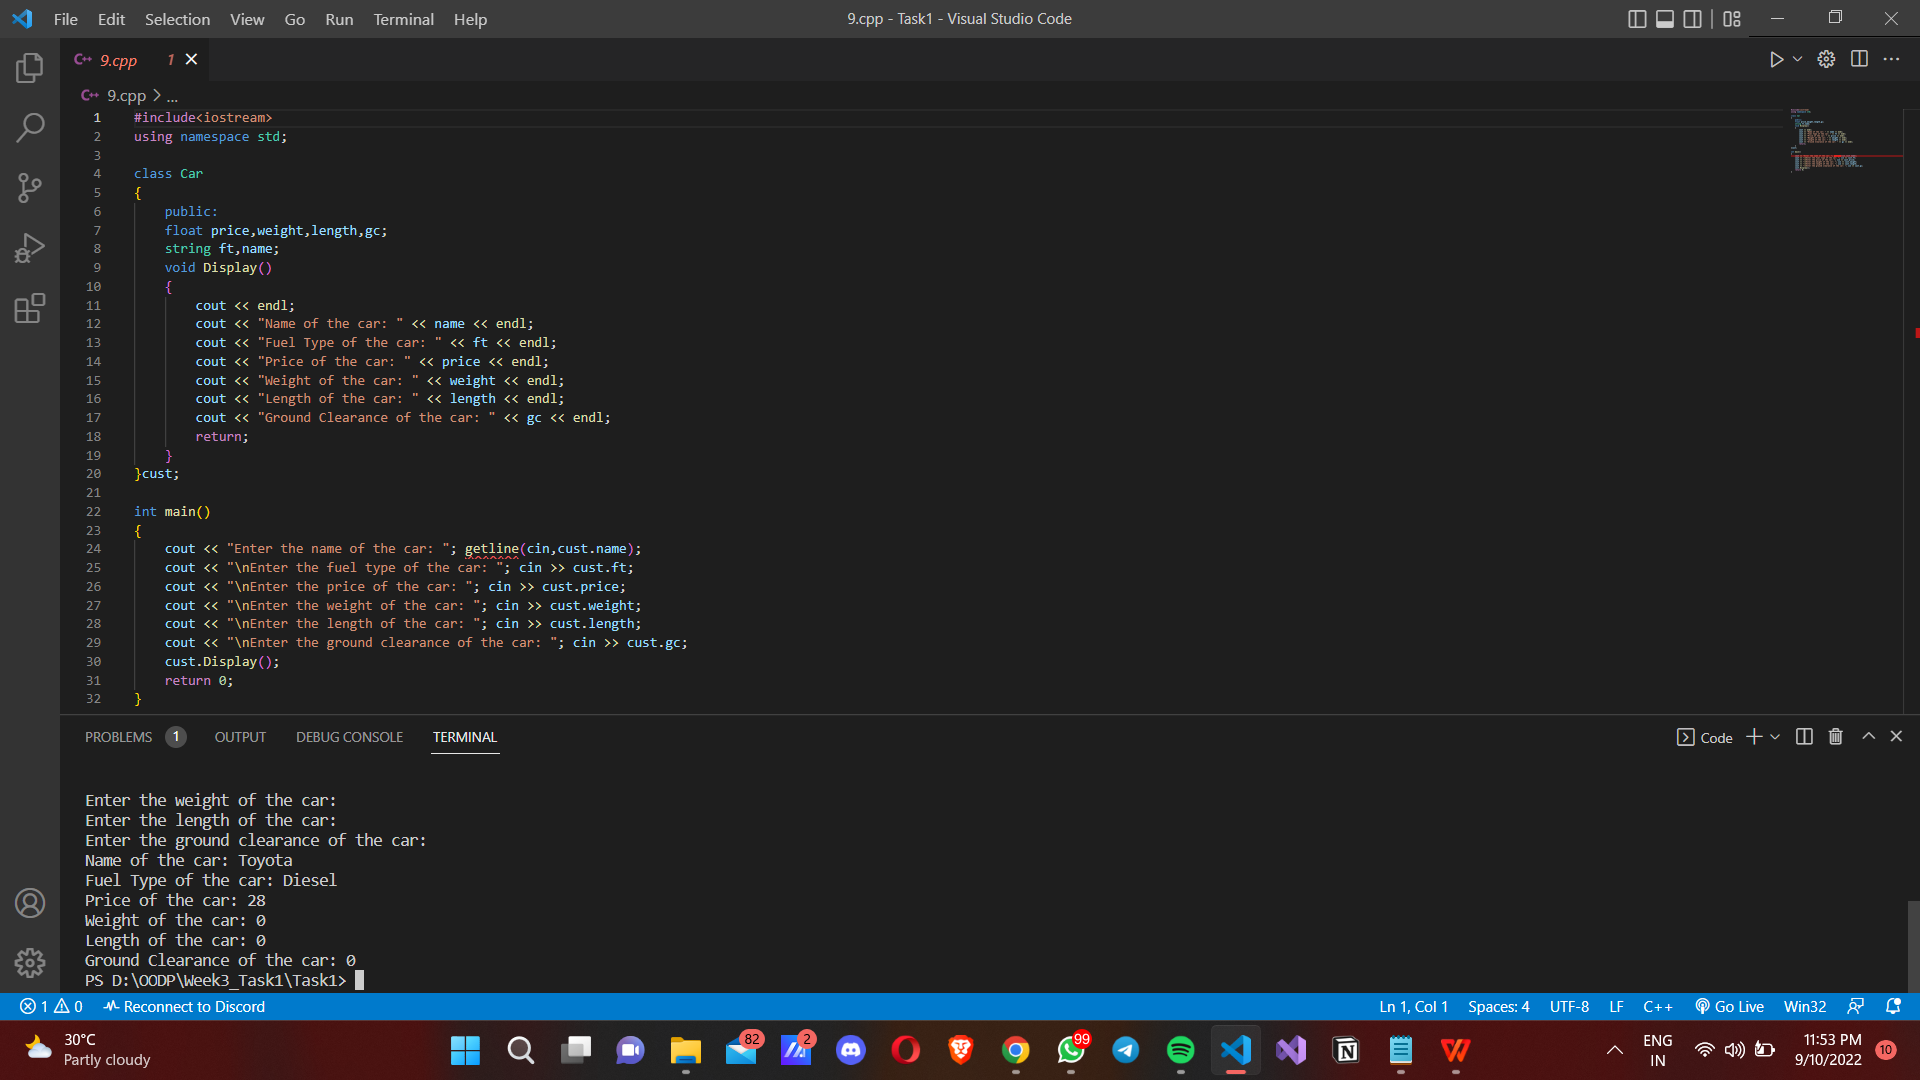 File Edit Selection View Go Run Terminal Help 9.cpp - Task1 - Visual Studio Code
C++ 9.cpp 1
C++ 9.cpp > ...
1 #include<iostream>
2 using namespace std;
3
4 class Car
5 {
6 public:
7 float price,weight,length,gc;
8 string ft,name;
9 void Display()
10 {
11 cout << endl;
12 cout << "Name of the car: " << name << endl;
13 cout << "Fuel Type of the car: " << ft << endl;
14 cout << "Price of the car: " << price << endl;
15 cout << "Weight of the car: " << weight << endl;
16 cout << "Length of the car: " << length << endl;
17 cout << "Ground Clearance of the car: " << gc << endl;
18 return;
19 }
20 }cust;
21
22 int main()
23 {
24 cout << "Enter the name of the car: "; getline(cin,cust.name);
25 cout << "\nEnter the fuel type of the car: "; cin >> cust.ft;
26 cout << "\nEnter the price of the car: "; cin >> cust.price;
27 cout << "\nEnter the weight of the car: "; cin >> cust.weight;
28 cout << "\nEnter the length of the car: "; cin >> cust.length;
29 cout << "\nEnter the ground clearance of the car: "; cin >> cust.gc;
30 cust.Display();
31 return 0;
32 }
PROBLEMS 1 OUTPUT DEBUG CONSOLE TERMINAL Code
Enter the weight of the car:
Enter the length of the car:
Enter the ground clearance of the car:
Name of the car: Toyota
Fuel Type of the car: Diesel
Price of the car: 28
Weight of the car: 0
Length of the car: 0
Ground Clearance of the car: 0
PS D:\OODP\Week3_Task1\Task1>
1 0 Reconnect to Discord Ln 1, Col 1 Spaces: 4 UTF-8 LF C++ Go Live Win32
30°C
Partly cloudy
82
2
99
ENG
IN
11:53 PM
9/10/2022
10